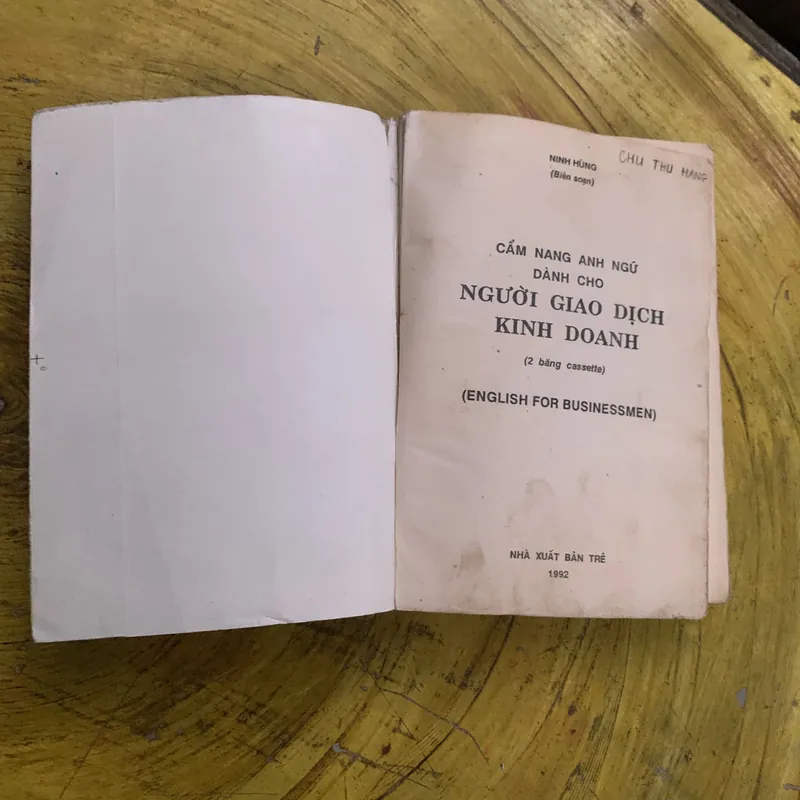 NINH HÙNG
(Biên soạn)
CHU THU HANG
CẨM NANG ANH NGỮ
DÀNH CHO
NGƯỜI GIAO DỊCH
KINH DOANH
(2 băng cassette)
(ENGLISH FOR BUSINESSMEN)
NHÀ XUẤT BẢN TRẺ
1992